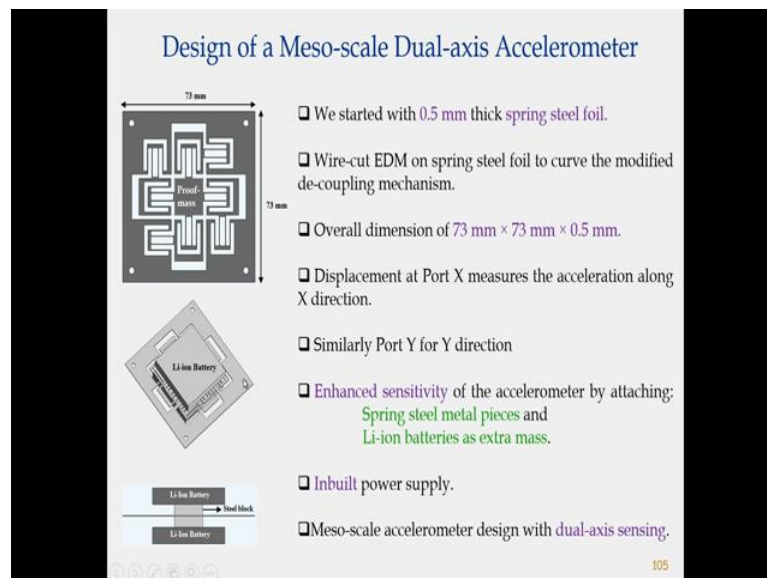 Design of a Meso-scale Dual-axis Accelerometer
73 mm
Proof-
mass
73 mm
Li-ion Battery
Li-Ion Battery
Steel block
Li-Ion Battery
We started with 0.5 mm thick spring steel foil.
Wire-cut EDM on spring steel foil to curve the modified
de-coupling mechanism.
Overall dimension of 73 mm × 73 mm × 0.5 mm.
Displacement at Port X measures the acceleration along
X direction.
Similarly Port Y for Y direction
Enhanced sensitivity of the accelerometer by attaching:
Spring steel metal pieces and
Li-ion batteries as extra mass.
Inbuilt power supply.
Meso-scale accelerometer design with dual-axis sensing.
105